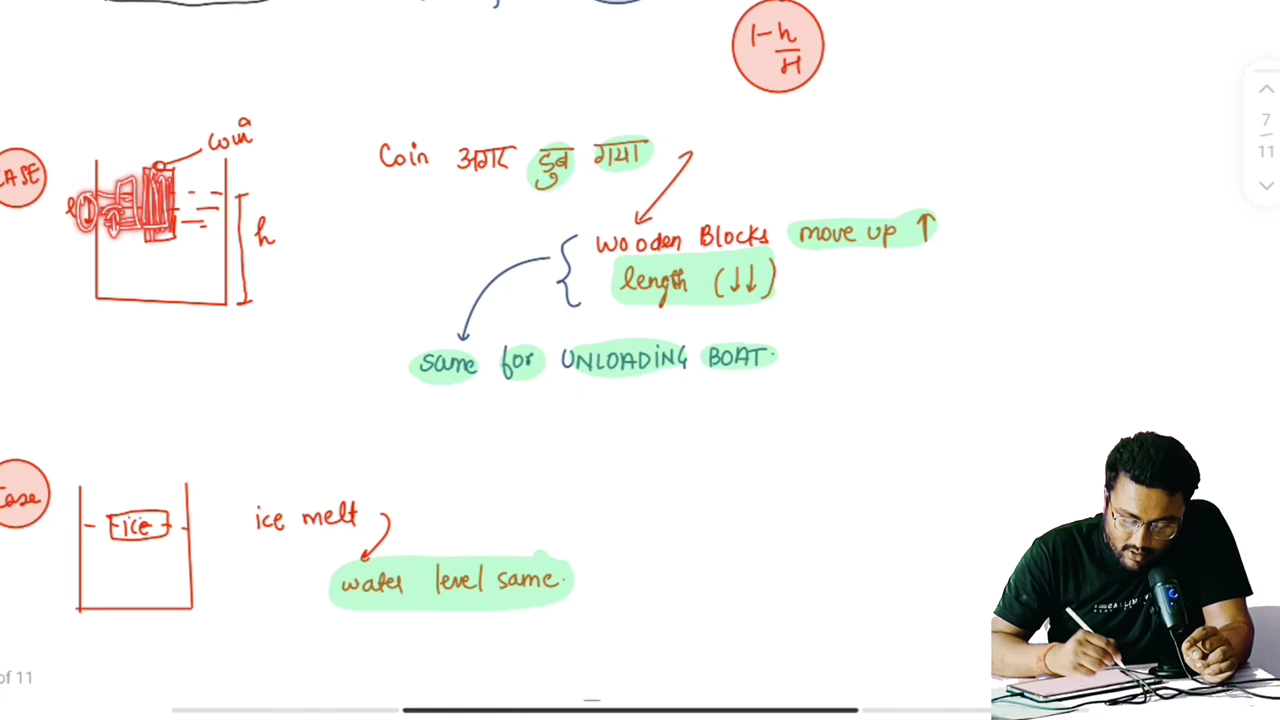 1-h/H
CASE
Coin
l
h
Coin अगर डुब गया
Wooden Blocks move up ↑
length (↓↓)
same for UNLOADING BOAT.
Case
ice
ice melt
water level same.
7
11
of 11